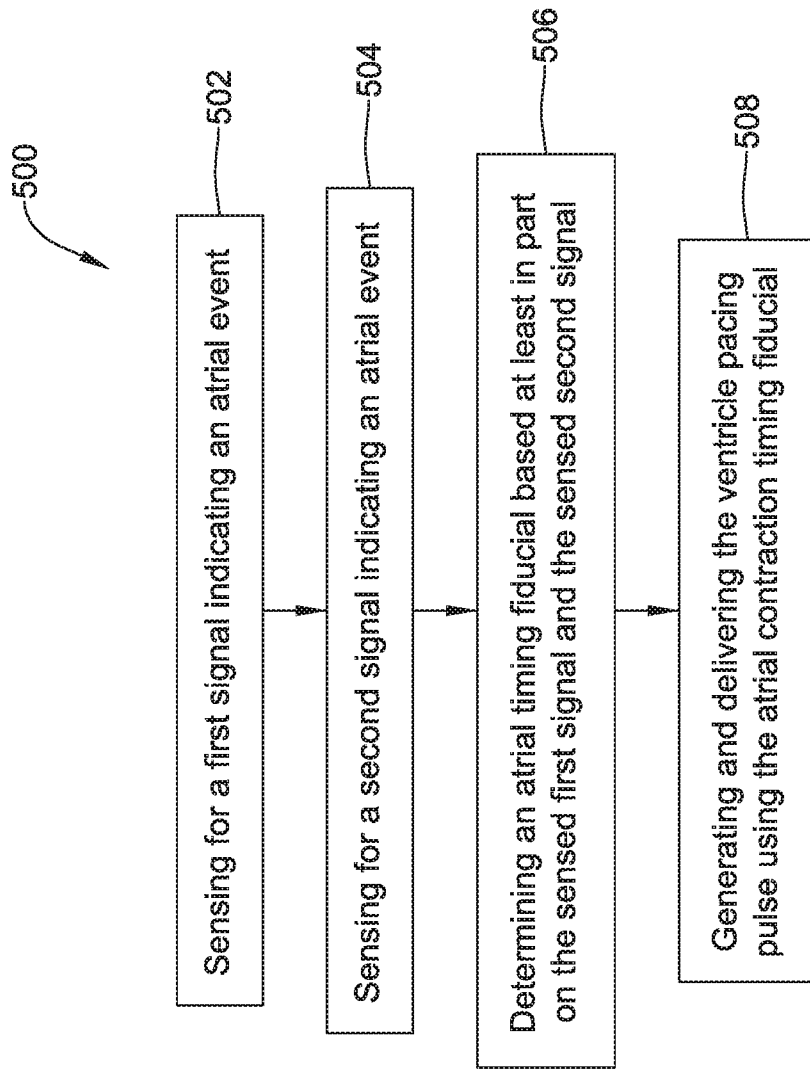 500
Sensing for a first signal indicating an atrial event
502
Sensing for a second signal indicating an atrial event
504
Determining an atrial timing fiducial based at least in part
on the sensed first signal and the sensed second signal
506
Generating and delivering the ventricle pacing
pulse using the atrial contraction timing fiducial
508